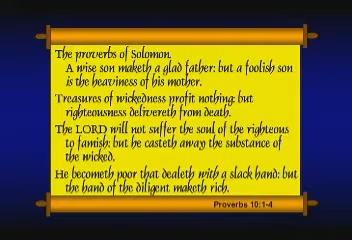 The proverbs of Solomon.
A wise son maketh a glad father: but a foolish son
is the heaviness of his mother.
Treasures of wickedness profit nothing: but
righteousness delivereth from death.
The LORD will not suffer the soul of the righteous
to famish: but he casteth away the substance of
the wicked.
He becometh poor that dealeth with a slack hand: but
the hand of the diligent maketh rich.
Proverbs 10:1-4